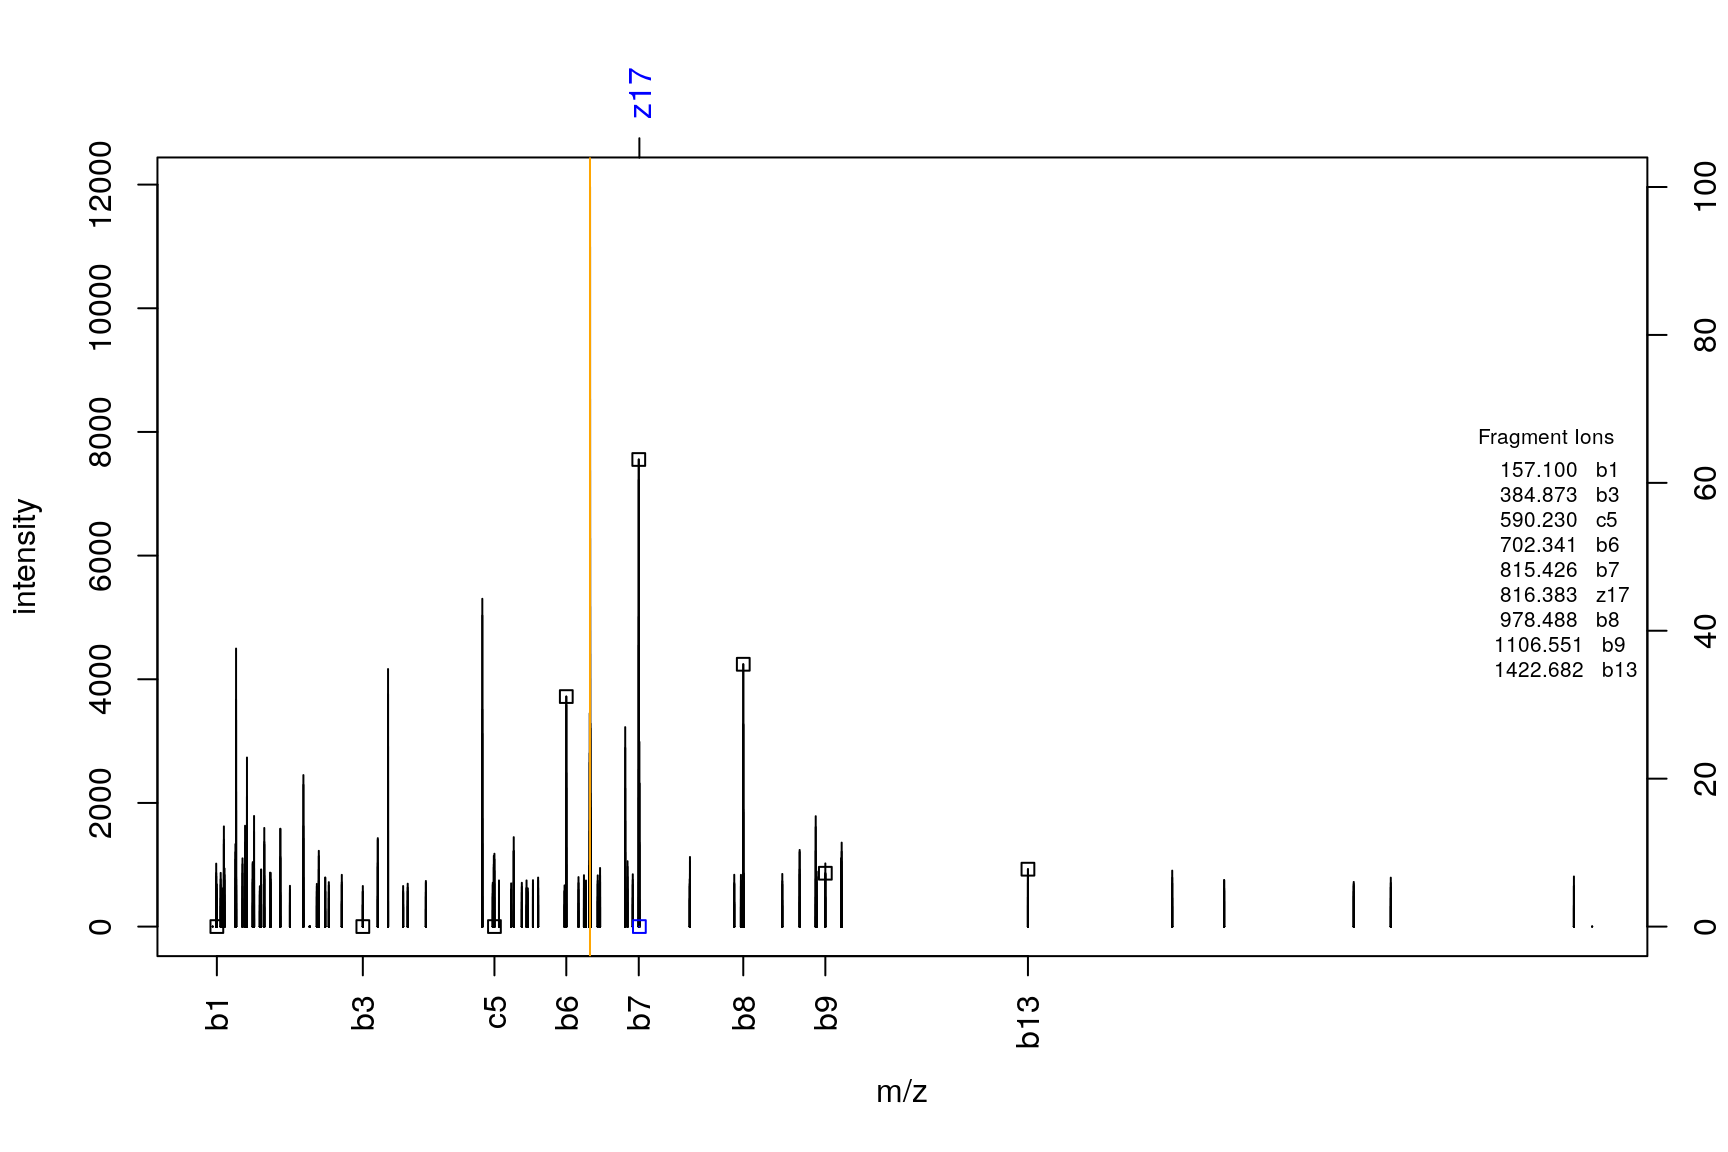 z17
intensity
12000
10000
8000
6000
4000
2000
0
100
80
60
40
20
0
Fragment Ions
157.100 b1
384.873 b3
590.230 c5
702.341 b6
815.426 b7
816.383 z17
978.488 b8
1106.551 b9
1422.682 b13
b1 b3 c5 b6 b7 b8 b9 b13
m/z